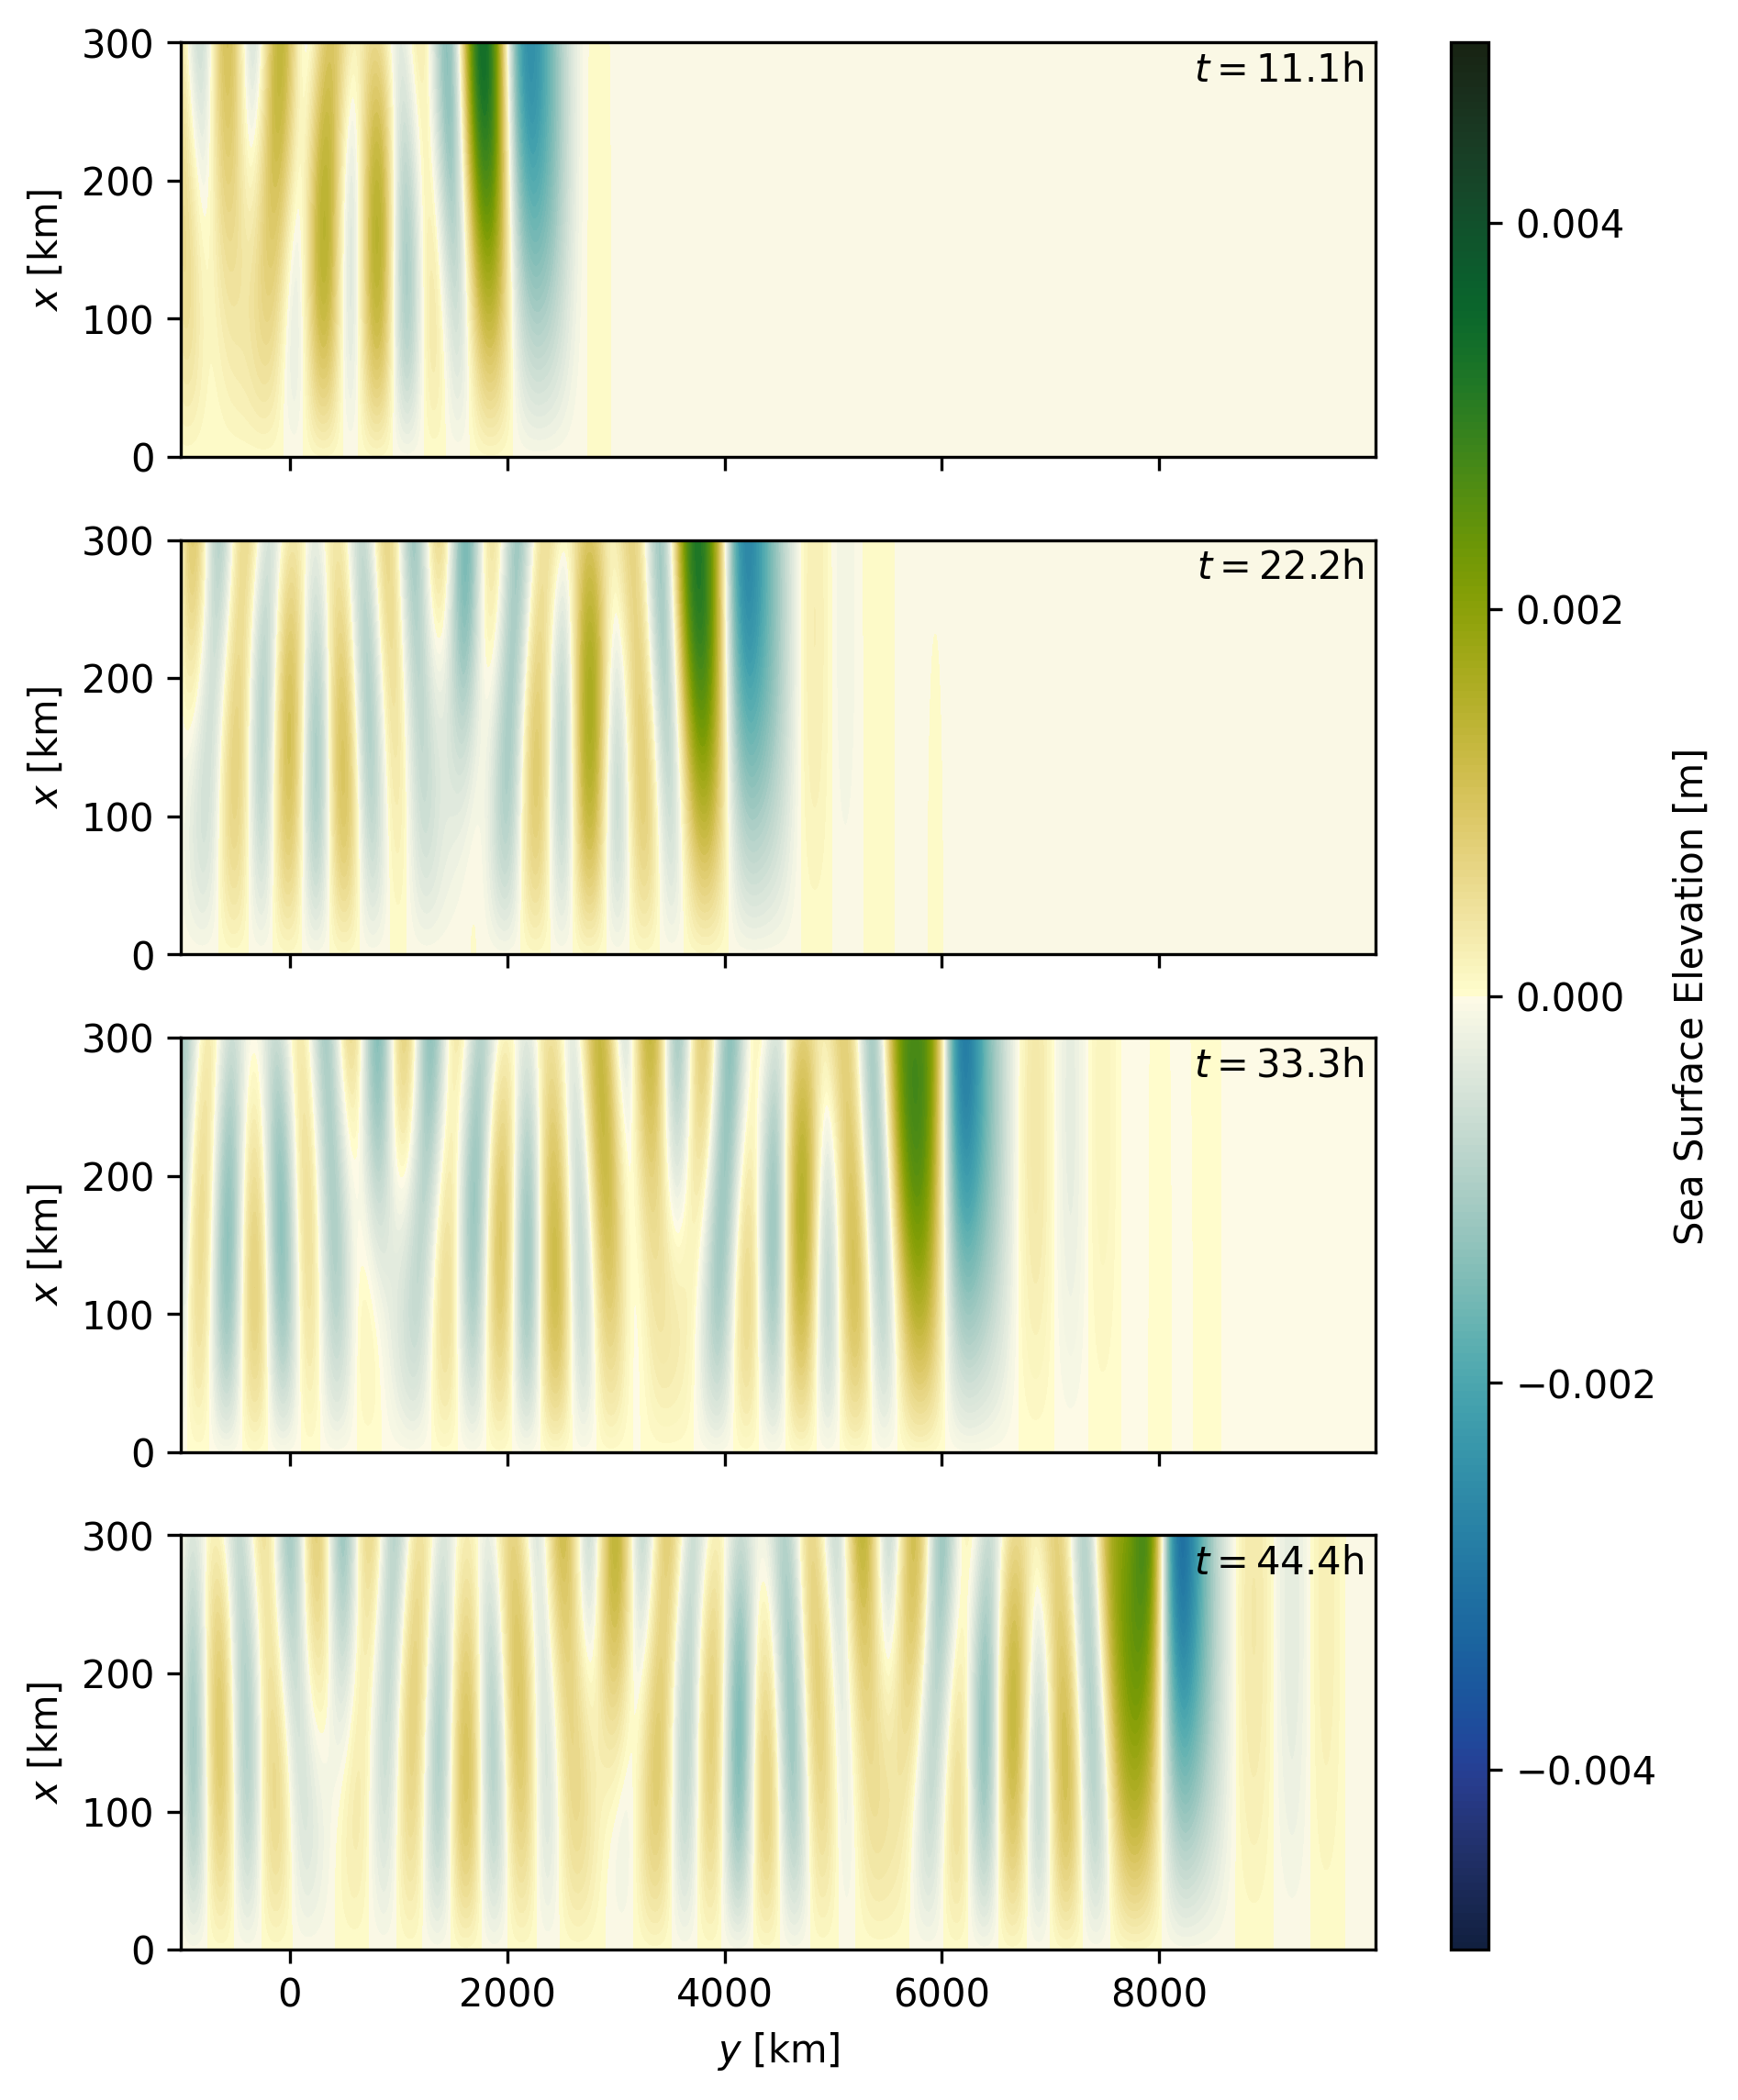 300
200
100
0
x [km]
t = 11.1h
300
200
100
0
x [km]
t = 22.2h
300
200
100
0
x [km]
t = 33.3h
300
200
100
0
x [km]
t = 44.4h
0 2000 4000 6000 8000
y [km]
0.004
0.002
0.000
−0.002
−0.004
Sea Surface Elevation [m]